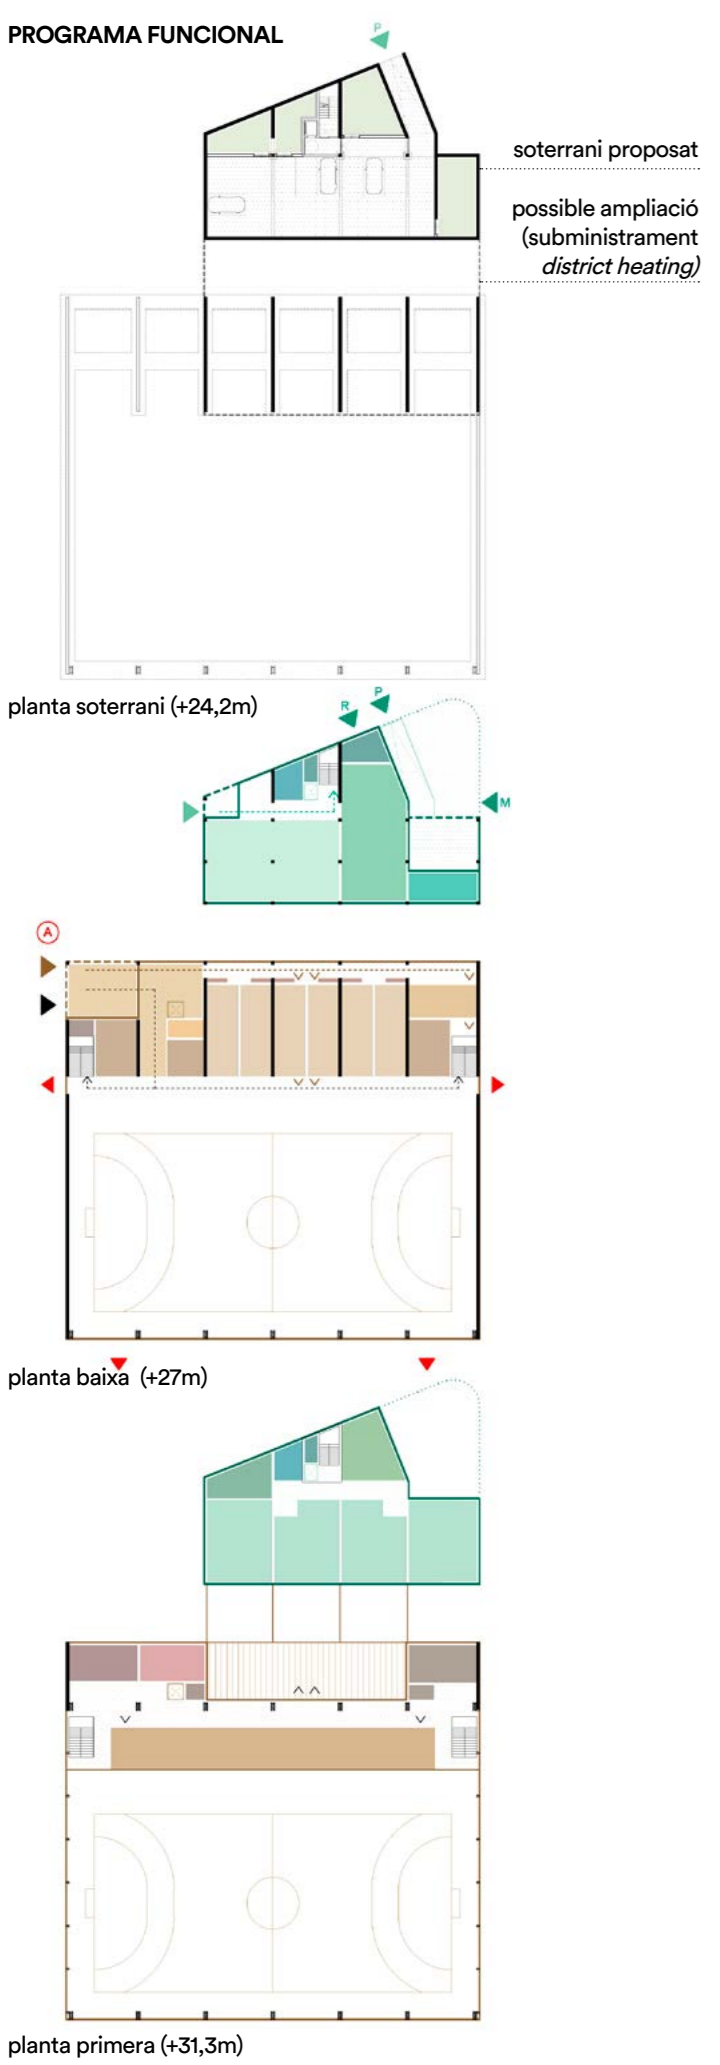 PROGRAMA FUNCIONAL
P
soterrani proposat
possible ampliació
(subministrament
district heating)
planta soterrani (+24,2m)
R
P
M
A
planta baixa (+27m)
planta primera (+31,3m)